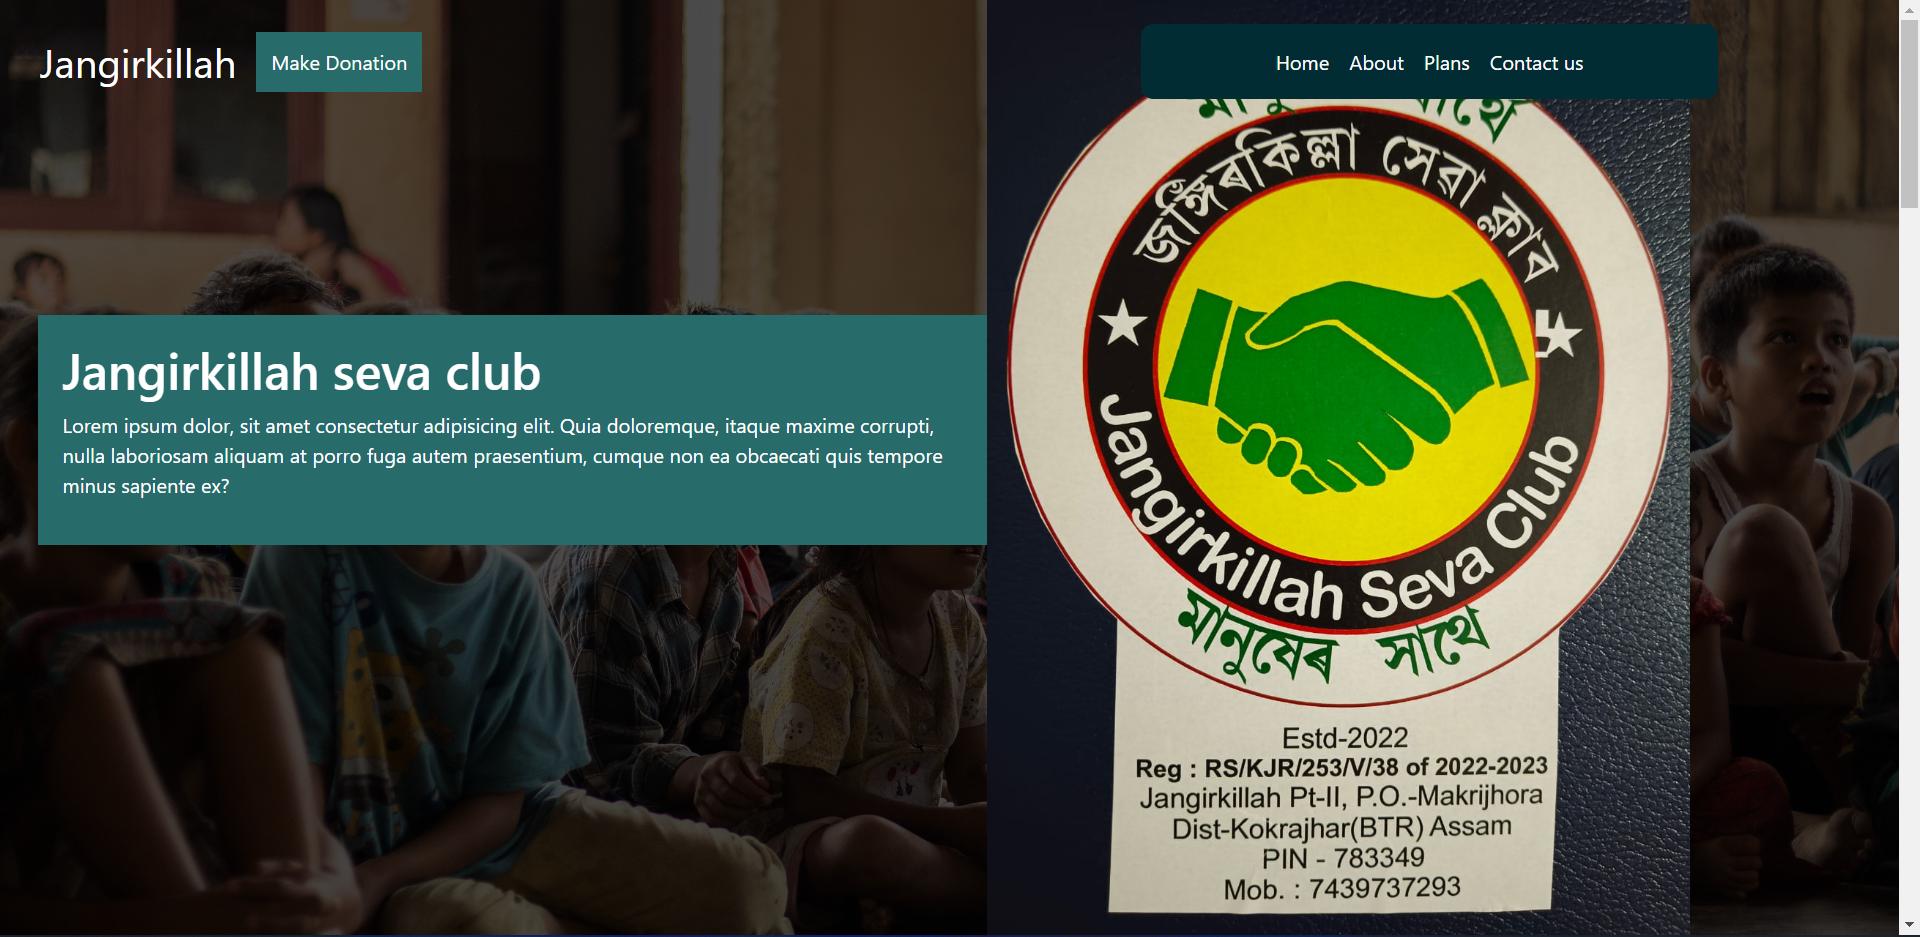 Jangirkillah
Make Donation
Home
About
Plans
Contact us
Jangirkillah seva club
Lorem ipsum dolor, sit amet consectetur adipisicing elit. Quia doloremque, itaque maxime corrupti,
nulla laboriosam aliquam at porro fuga autem praesentium, cumque non ea obcaecati quis tempore
minus sapiente ex?
সাথে
জাঙ্গিৰকিল্লা সেৱা ক্লাব
Jangirkillah Seva Club
মানুষেৰ সাথে
Estd-2022
Reg : RS/KJR/253/V/38 of 2022-2023
Jangirkillah Pt-II, P.O.-Makrijhora
Dist-Kokrajhar(BTR) Assam
PIN - 783349
Mob. : 7439737293